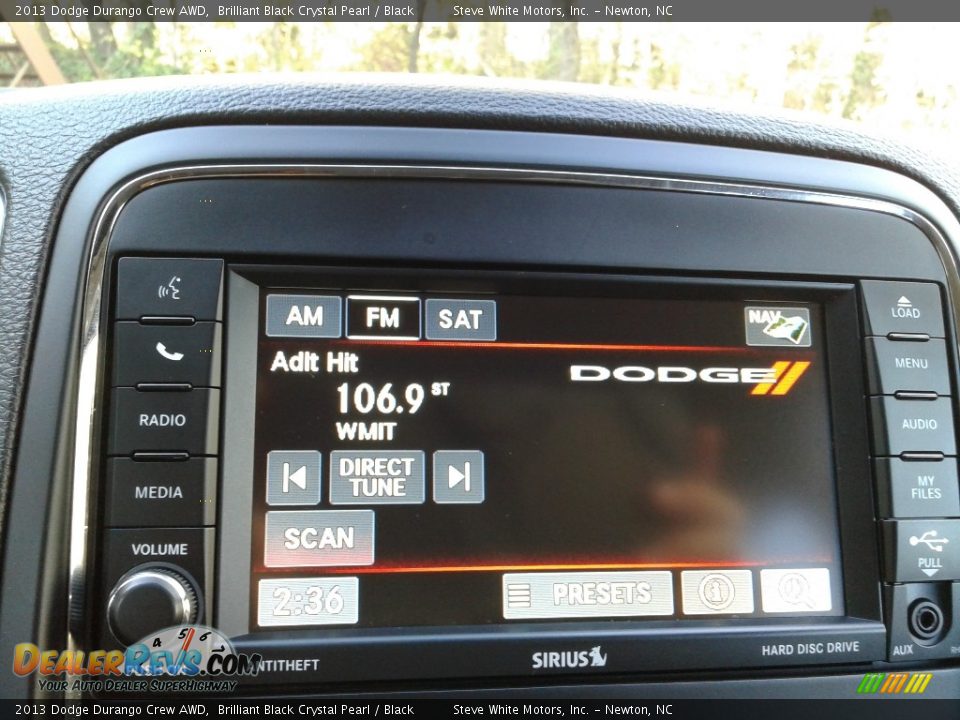 2013 Dodge Durango Crew AWD, Brilliant Black Crystal Pearl / Black Steve White Motors, Inc. – Newton, NC
AM FM SAT NAV
LOAD
MENU
AUDIO
MY FILES
PULL
AUX
RADIO
MEDIA
VOLUME
Adlt Hit
106.9 ST
WMIT
DODGE
DIRECT TUNE
SCAN
2:36 PRESETS
ANTITHEFT
SIRIUS
HARD DISC DRIVE
4 5 6
DEALERREVS.COM
YOUR AUTO DEALER SUPERHIGHWAY
2013 Dodge Durango Crew AWD, Brilliant Black Crystal Pearl / Black Steve White Motors, Inc. – Newton, NC